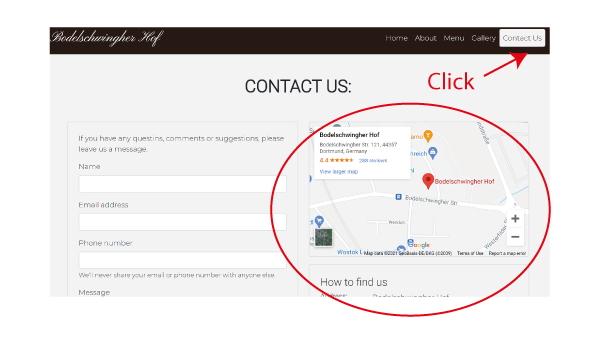 Bodelschwingher Hof
Home About Menu Gallery Contact Us
Click
CONTACT US:
If you have any questins, comments or suggestions, please
leave us a message.
Name
Email address
Phone number
We'll never share your email or phone number with anyone else.
Message
Bodelschwingher Hof
Bodelschwingher Str. 121, 44357
Dortmund, Germany
4.4 ★★★★★ 288 reviews
View larger map
Bodelschwingher Hof
Bodelschwingher Str.
+
−
Google
Map data ©2021 GeoBasis-DE/BKG (©2009) Terms of Use Report a map error
How to find us
Address: Bodelschwingher Hof